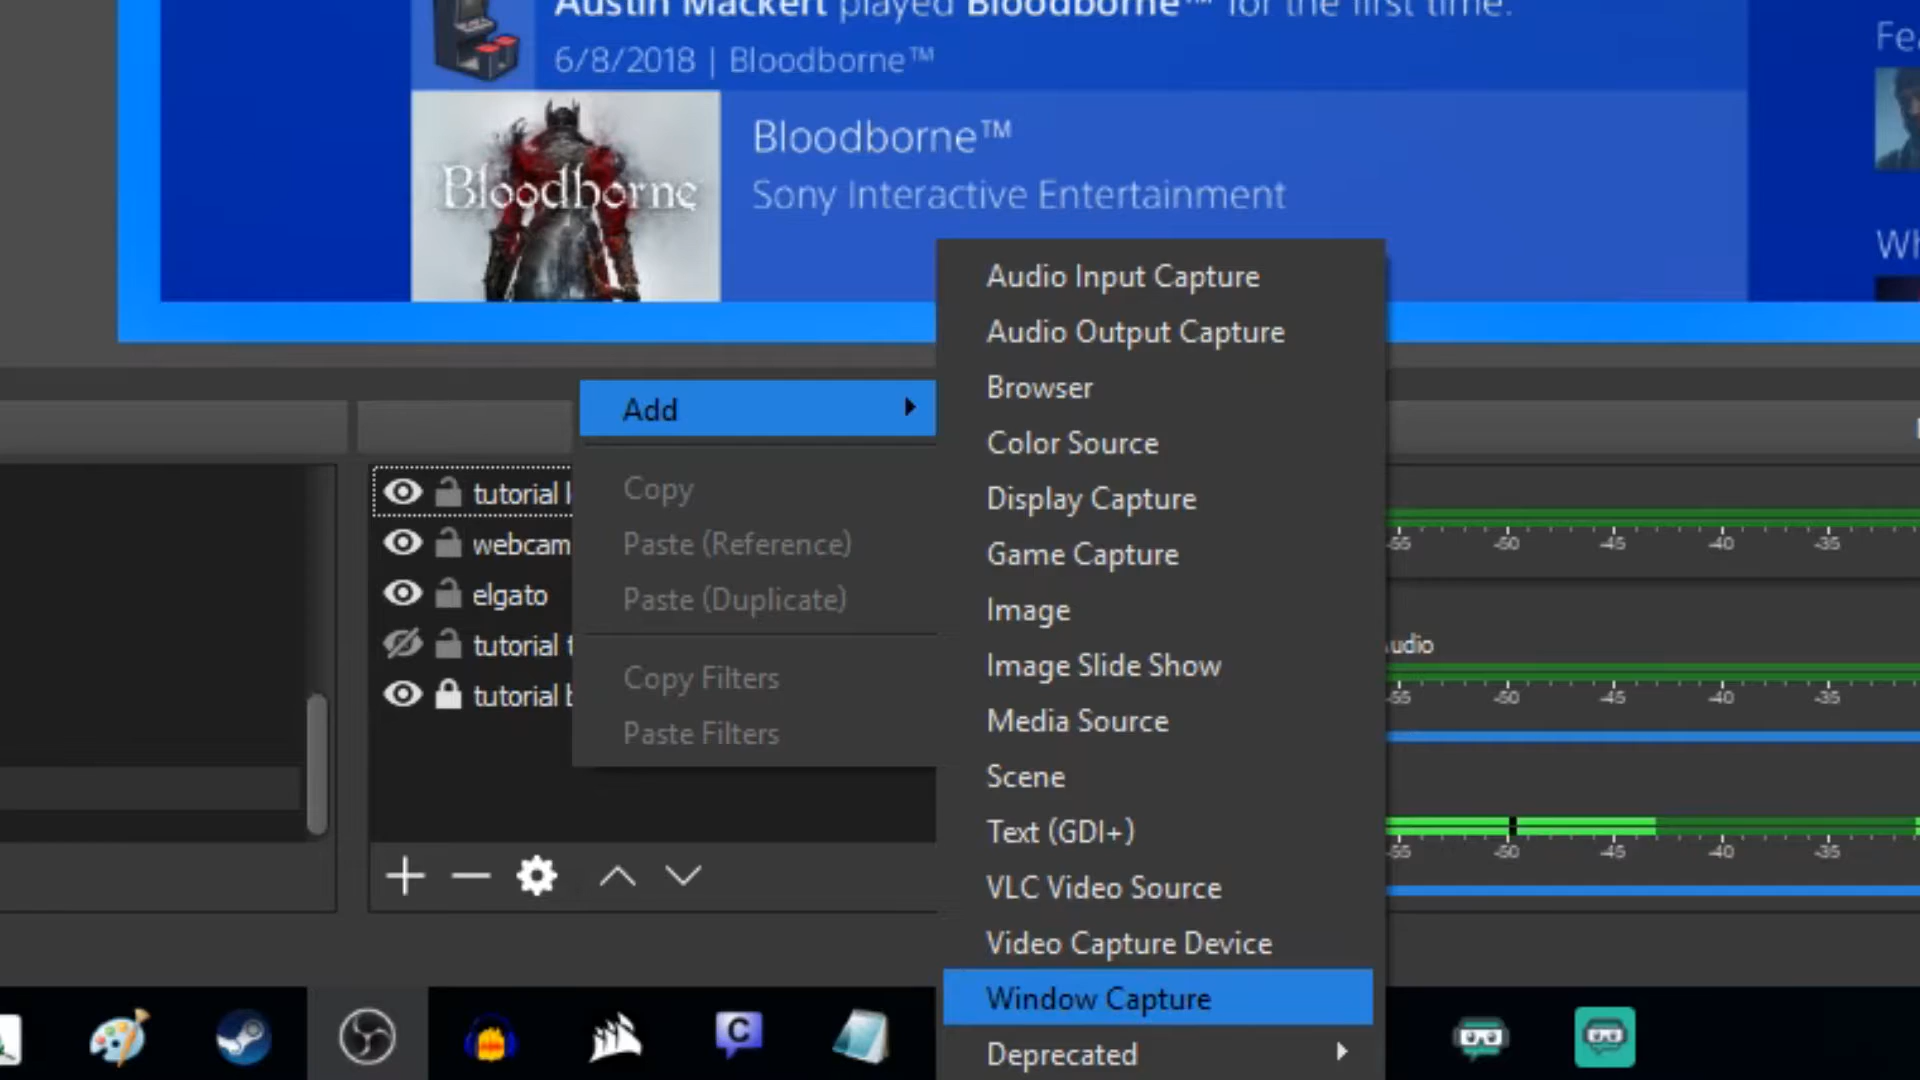 Austin Mackert played Bloodborne™ for the first time.
6/8/2018 | Bloodborne™
Bloodborne
Bloodborne™
Sony Interactive Entertainment
Audio Input Capture
Audio Output Capture
Browser
Color Source
Display Capture
Game Capture
Image
Image Slide Show
Media Source
Scene
Text (GDI+)
VLC Video Source
Video Capture Device
Window Capture
Deprecated
Add
Copy
Paste (Reference)
Paste (Duplicate)
Copy Filters
Paste Filters
tutorial
webcam
elgato
tutorial
tutorial
-55 -50 -45 -40 -35
-55 -50 -45 -40 -35
-55 -50 -45 -40 -35
C